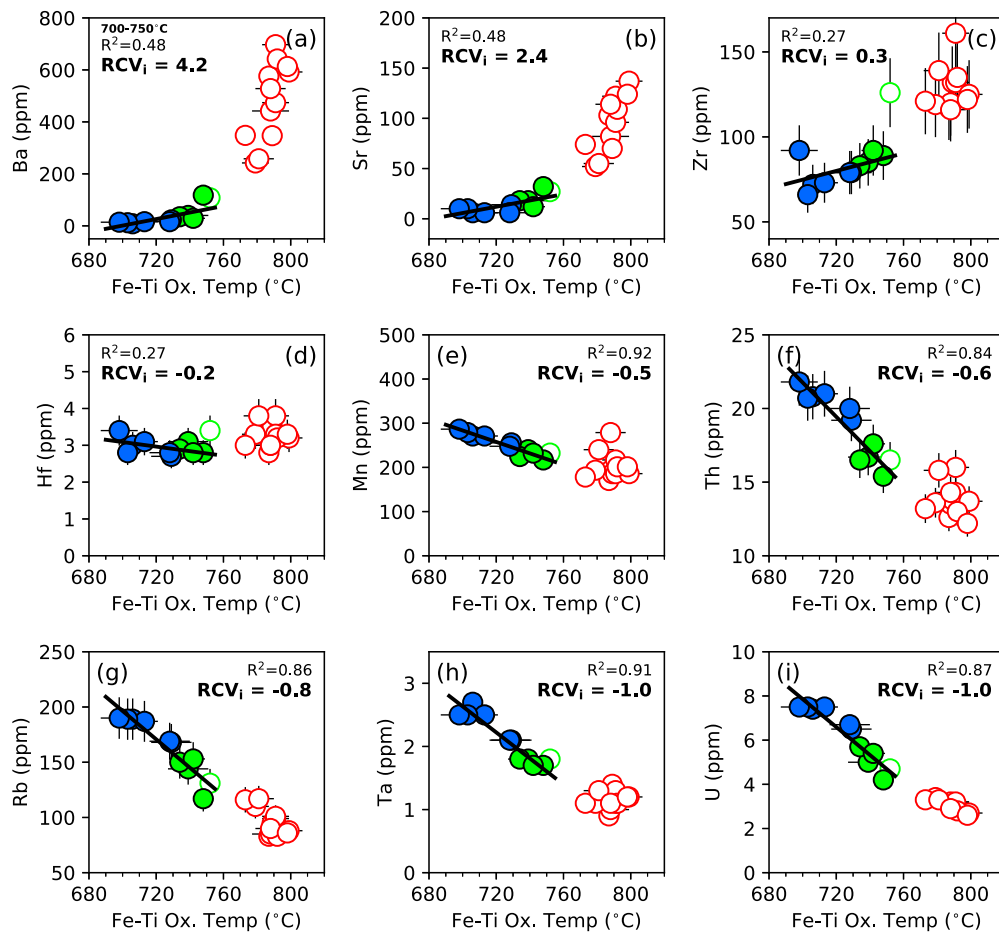 800
600
400
200
0
Ba (ppm)
700-750°C
R²=0.48
RCVᵢ = 4.2
(a)
680 720 760 800
Fe-Ti Ox. Temp (°C)
200
150
100
50
0
Sr (ppm)
R²=0.48
RCVᵢ = 2.4
(b)
680 720 760 800
Fe-Ti Ox. Temp (°C)
150
100
50
Zr (ppm)
R²=0.27
RCVᵢ = 0.3
(c)
680 720 760 800
Fe-Ti Ox. Temp (°C)
6
5
4
3
2
1
0
Hf (ppm)
R²=0.27
RCVᵢ = -0.2
(d)
680 720 760 800
Fe-Ti Ox. Temp (°C)
500
400
300
200
100
0
Mn (ppm)
(e)
R²=0.92
RCVᵢ = -0.5
680 720 760 800
Fe-Ti Ox. Temp (°C)
25
20
15
10
Th (ppm)
(f)
R²=0.84
RCVᵢ = -0.6
680 720 760 800
Fe-Ti Ox. Temp (°C)
250
200
150
100
50
Rb (ppm)
(g)
R²=0.86
RCVᵢ = -0.8
680 720 760 800
Fe-Ti Ox. Temp (°C)
3
2
1
0
Ta (ppm)
(h)
R²=0.91
RCVᵢ = -1.0
680 720 760 800
Fe-Ti Ox. Temp (°C)
10
8
6
4
2
0
U (ppm)
(i)
R²=0.87
RCVᵢ = -1.0
680 720 760 800
Fe-Ti Ox. Temp (°C)